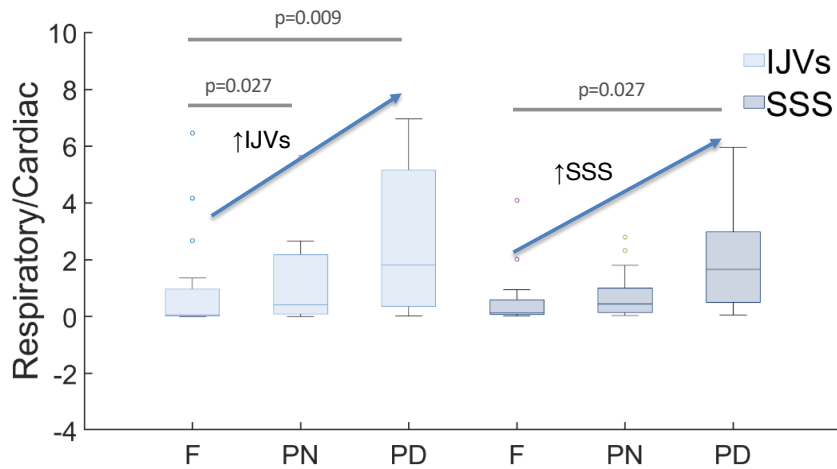 p=0.009
p=0.027
p=0.027
IJVs
SSS
↑IJVs
↑SSS
Respiratory/Cardiac
10
8
6
4
2
0
-2
-4
F PN PD F PN PD